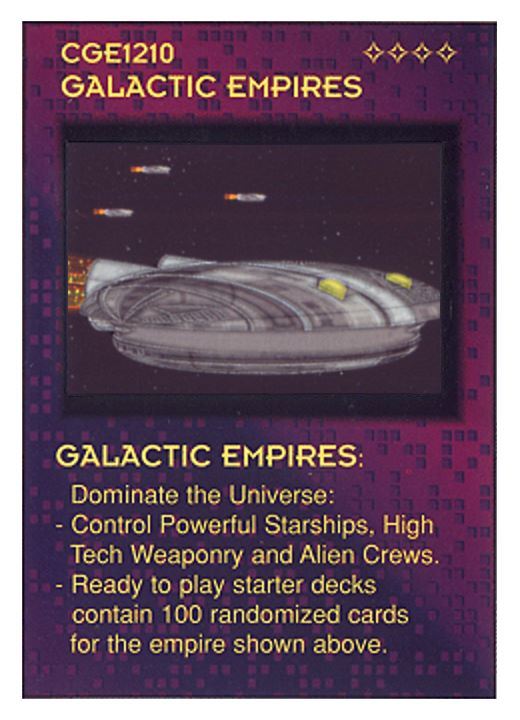 CGE1210
GALACTIC EMPIRES
GALACTIC EMPIRES:
Dominate the Universe:
- Control Powerful Starships, High
Tech Weaponry and Alien Crews.
- Ready to play starter decks
contain 100 randomized cards
for the empire shown above.